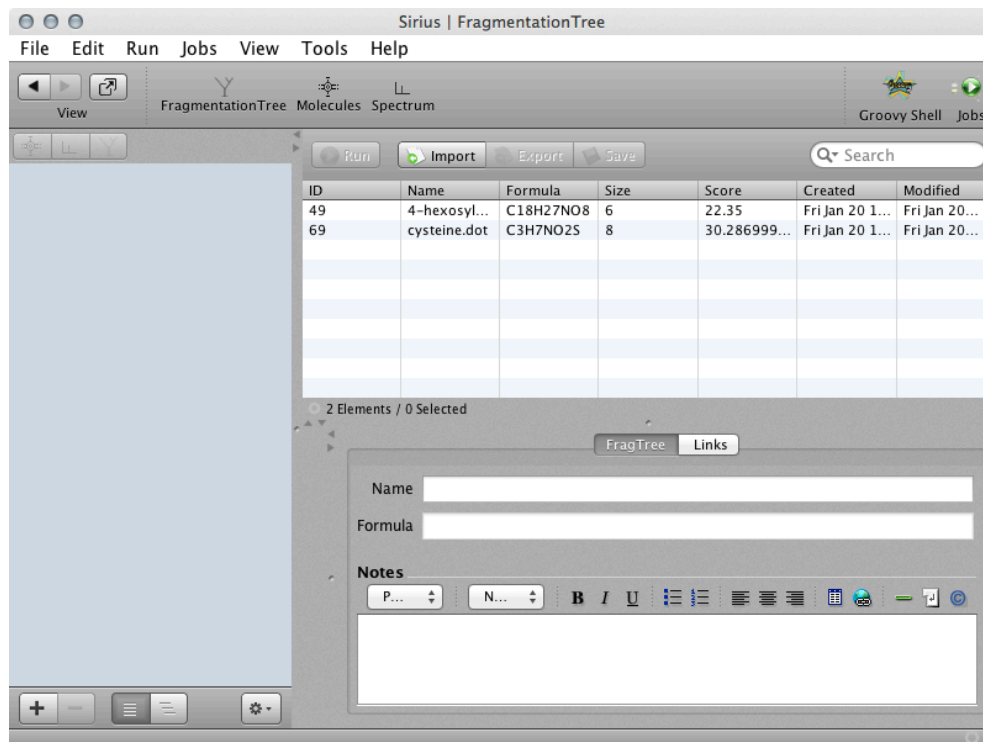 Sirius | FragmentationTree
File Edit Run Jobs View Tools Help
View FragmentationTree Molecules Spectrum Groovy Shell Jobs
Run Import Export Save Search
ID Name Formula Size Score Created Modified
49 4-hexosyl... C18H27NO8 6 22.35 Fri Jan 20 1... Fri Jan 20...
69 cysteine.dot C3H7NO2S 8 30.286999... Fri Jan 20 1... Fri Jan 20...
2 Elements / 0 Selected
FragTree Links
Name
Formula
Notes
P... N... B I U